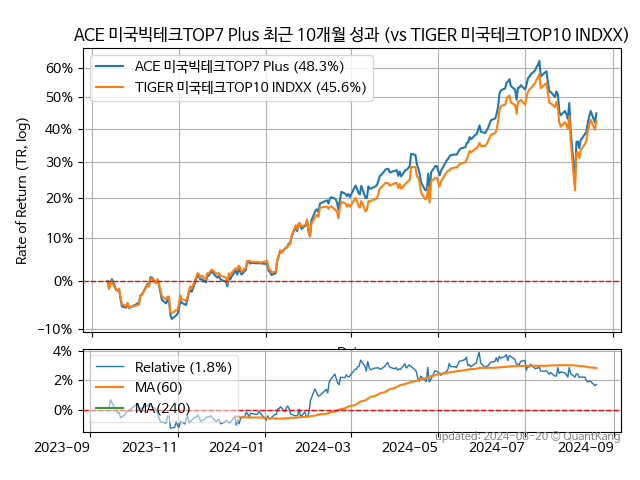 ACE 미국빅테크TOP7 Plus 최근 10개월 성과 (vs TIGER 미국테크TOP10 INDXX)
ACE 미국빅테크TOP7 Plus (48.3%)
TIGER 미국테크TOP10 INDXX (45.6%)
Rate of Return (TR, log)
60%
50%
40%
30%
20%
10%
0%
−10%
4%
2%
0%
Relative (1.8%)
MA(60)
MA(240)
2023−09
2023−11
2024−01
2024−03
2024−05
2024−07
2024−09
updated: 2024−08−20 © QuantKang